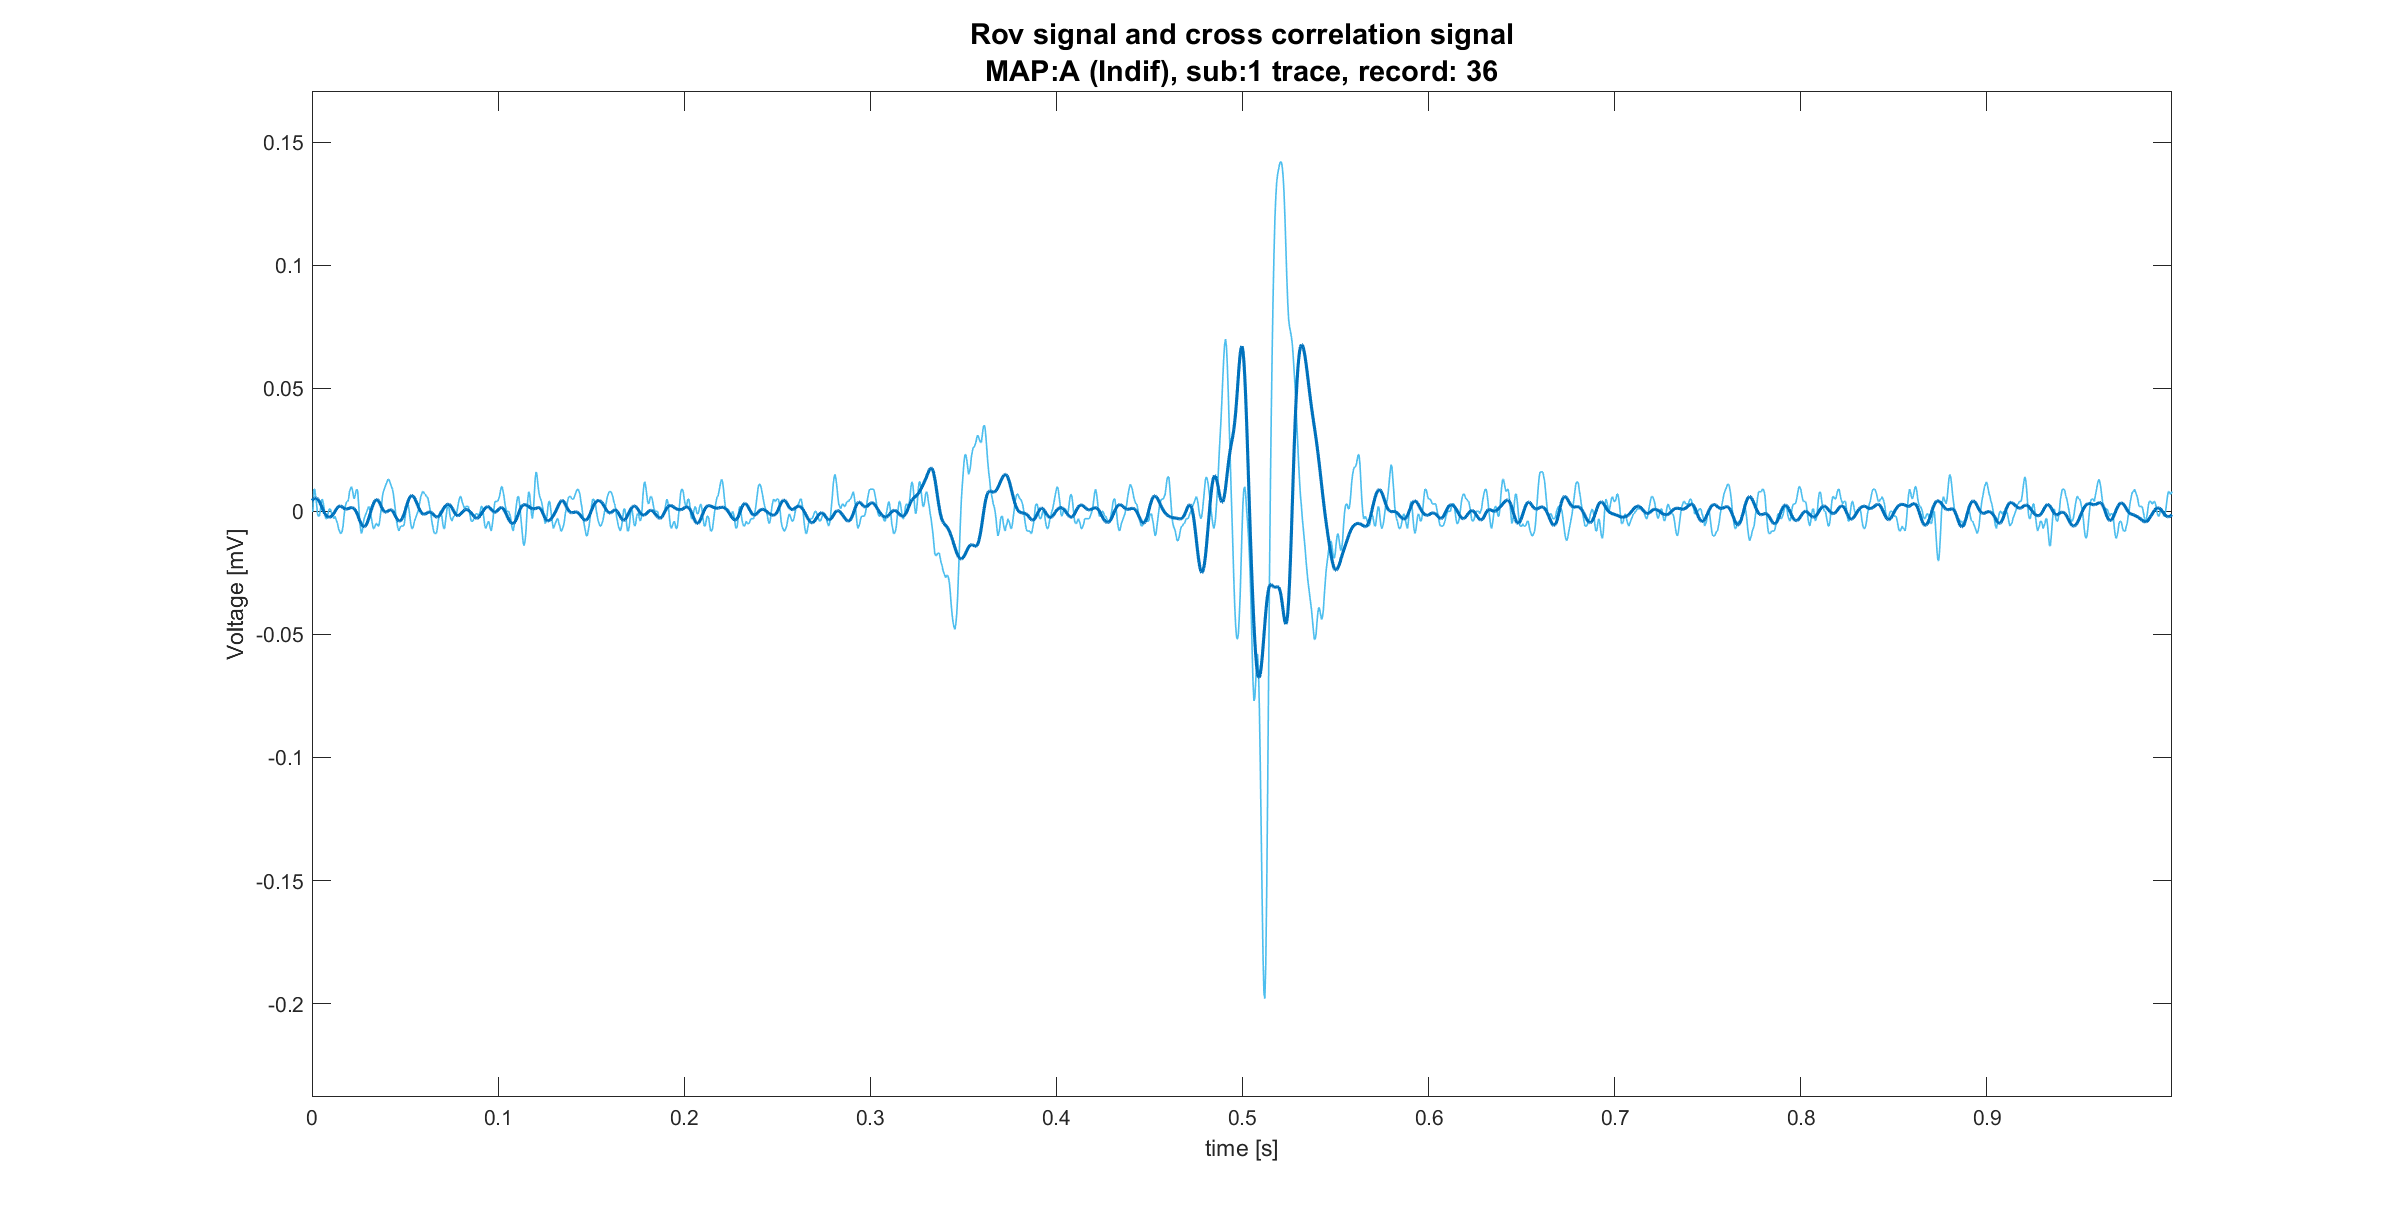 Rov signal and cross correlation signal
MAP:A (Indif), sub:1 trace, record: 36
0.15
0.1
0.05
0
-0.05
-0.1
-0.15
-0.2
Voltage [mV]
0 0.1 0.2 0.3 0.4 0.5 0.6 0.7 0.8 0.9
time [s]